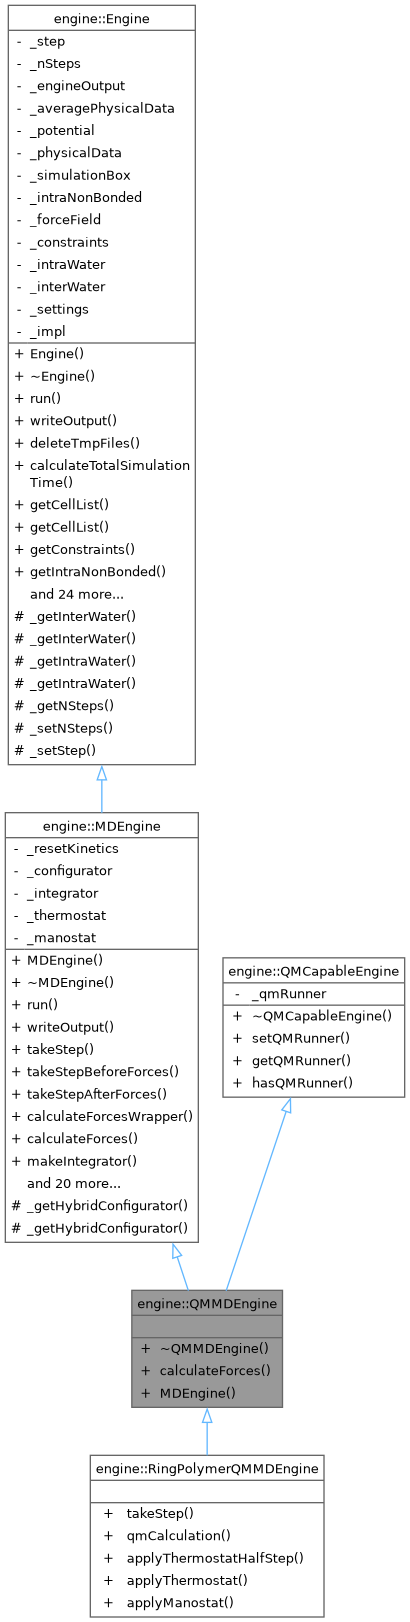 engine::Engine
- _step
- _nSteps
- _engineOutput
- _averagePhysicalData
- _potential
- _physicalData
- _simulationBox
- _intraNonBonded
- _forceField
- _constraints
- _intraWater
- _interWater
- _settings
- _impl
+ Engine()
+ ~Engine()
+ run()
+ writeOutput()
+ deleteTmpFiles()
+ calculateTotalSimulation
Time()
+ getCellList()
+ getCellList()
+ getConstraints()
+ getIntraNonBonded()
and 24 more...
# _getInterWater()
# _getInterWater()
# _getIntraWater()
# _getIntraWater()
# _getNSteps()
# _setNSteps()
# _setStep()
engine::MDEngine
- _resetKinetics
- _configurator
- _integrator
- _thermostat
- _manostat
+ MDEngine()
+ ~MDEngine()
+ run()
+ writeOutput()
+ takeStep()
+ takeStepBeforeForces()
+ takeStepAfterForces()
+ calculateForcesWrapper()
+ calculateForces()
+ makeIntegrator()
and 20 more...
# _getHybridConfigurator()
# _getHybridConfigurator()
engine::QMCapableEngine
- _qmRunner
+ ~QMCapableEngine()
+ setQMRunner()
+ getQMRunner()
+ hasQMRunner()
engine::QMMDEngine
+ ~QMMDEngine()
+ calculateForces()
+ MDEngine()
engine::RingPolymerQMMDEngine
+ takeStep()
+ qmCalculation()
+ applyThermostatHalfStep()
+ applyThermostat()
+ applyManostat()